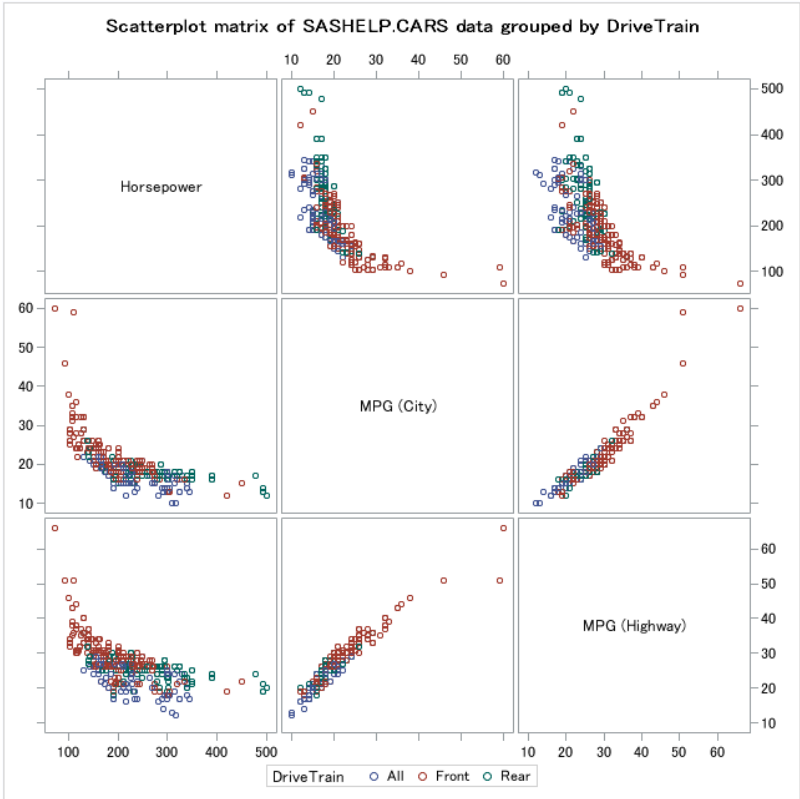 Scatterplot matrix of SASHELP.CARS data grouped by DriveTrain
10 20 30 40 50 60
Horsepower
500
400
300
200
100
60
50
40
30
20
10
MPG (City)
MPG (Highway)
60
50
40
30
20
10
100 200 300 400 500
10 20 30 40 50 60
DriveTrain All Front Rear